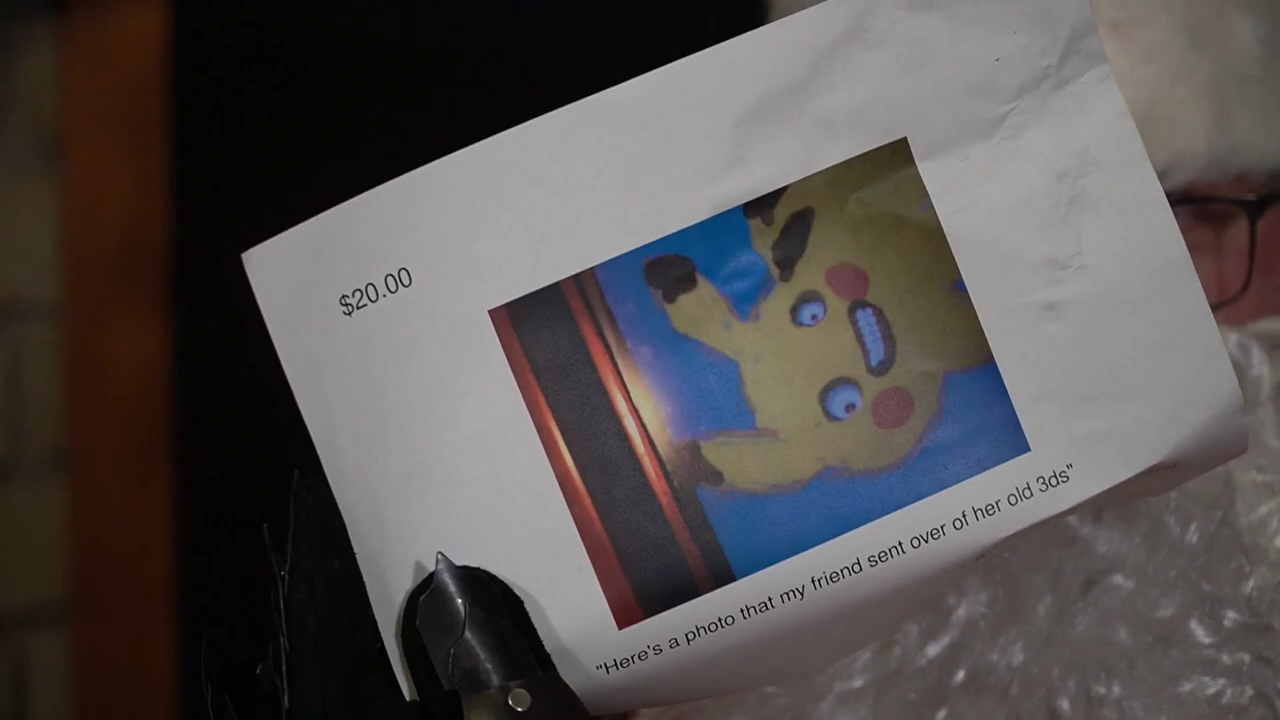 $20.00
"Here's a photo that my friend sent over of her old 3ds"